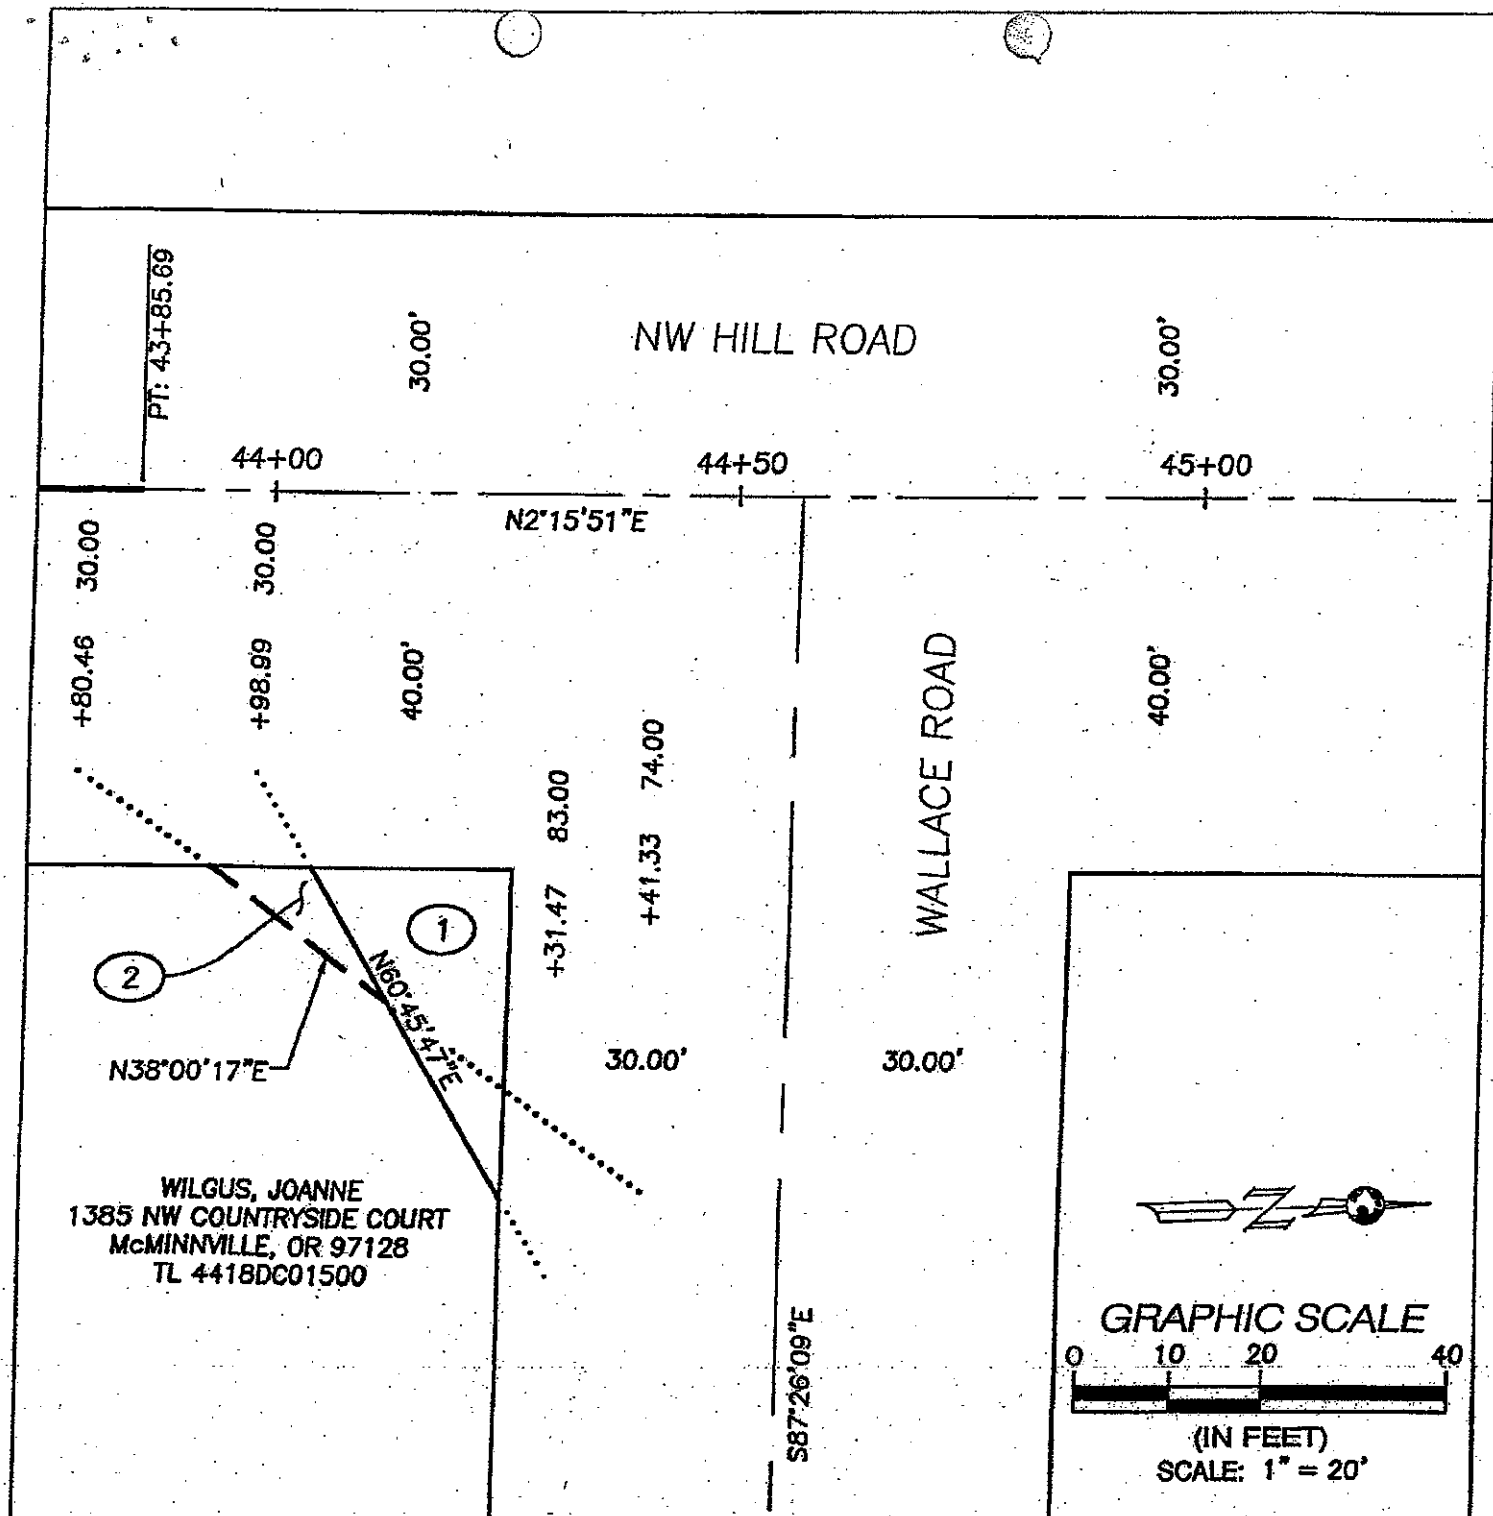 PT: 43+85.69
30.00'
NW HILL ROAD
30.00'
44+00
44+50
45+00
N2°15'51"E
+80.46 30.00
+98.99 30.00
40.00'
+31.47 83.00
+41.33 74.00
WALLACE ROAD
40.00'
1
2
N60°45'47"E
N38°00'17"E
30.00'
30.00'
WILGUS, JOANNE
1385 NW COUNTRYSIDE COURT
McMINNVILLE, OR 97128
TL 4418DC01500
S87°26'09"E
Z
GRAPHIC SCALE
0 10 20 40
(IN FEET)
SCALE: 1" = 20'